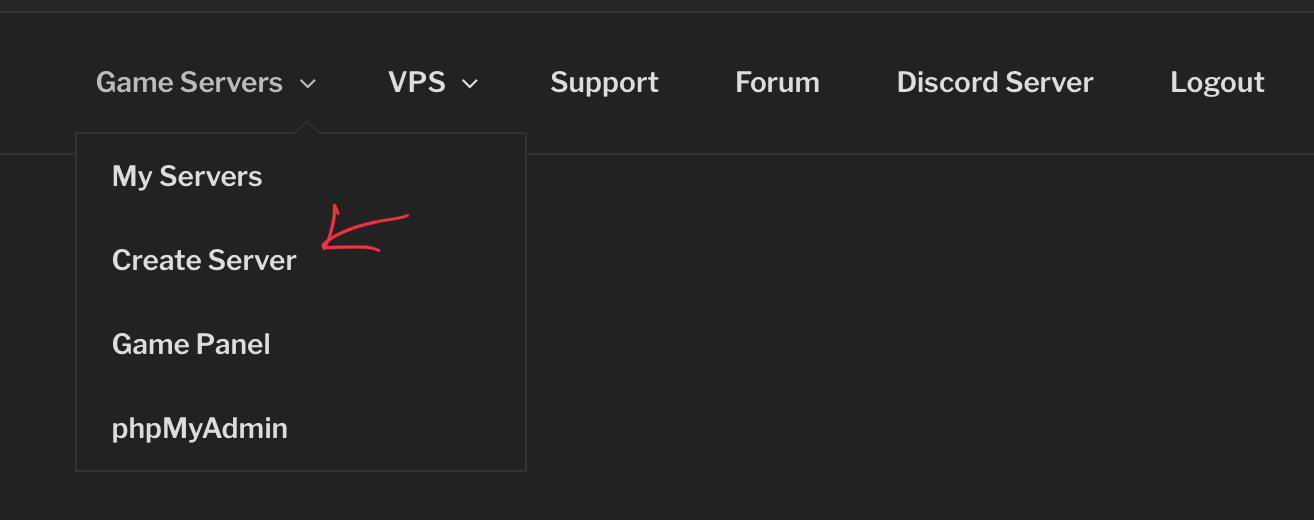 Game Servers VPS Support Forum Discord Server Logout
My Servers
Create Server
Game Panel
phpMyAdmin